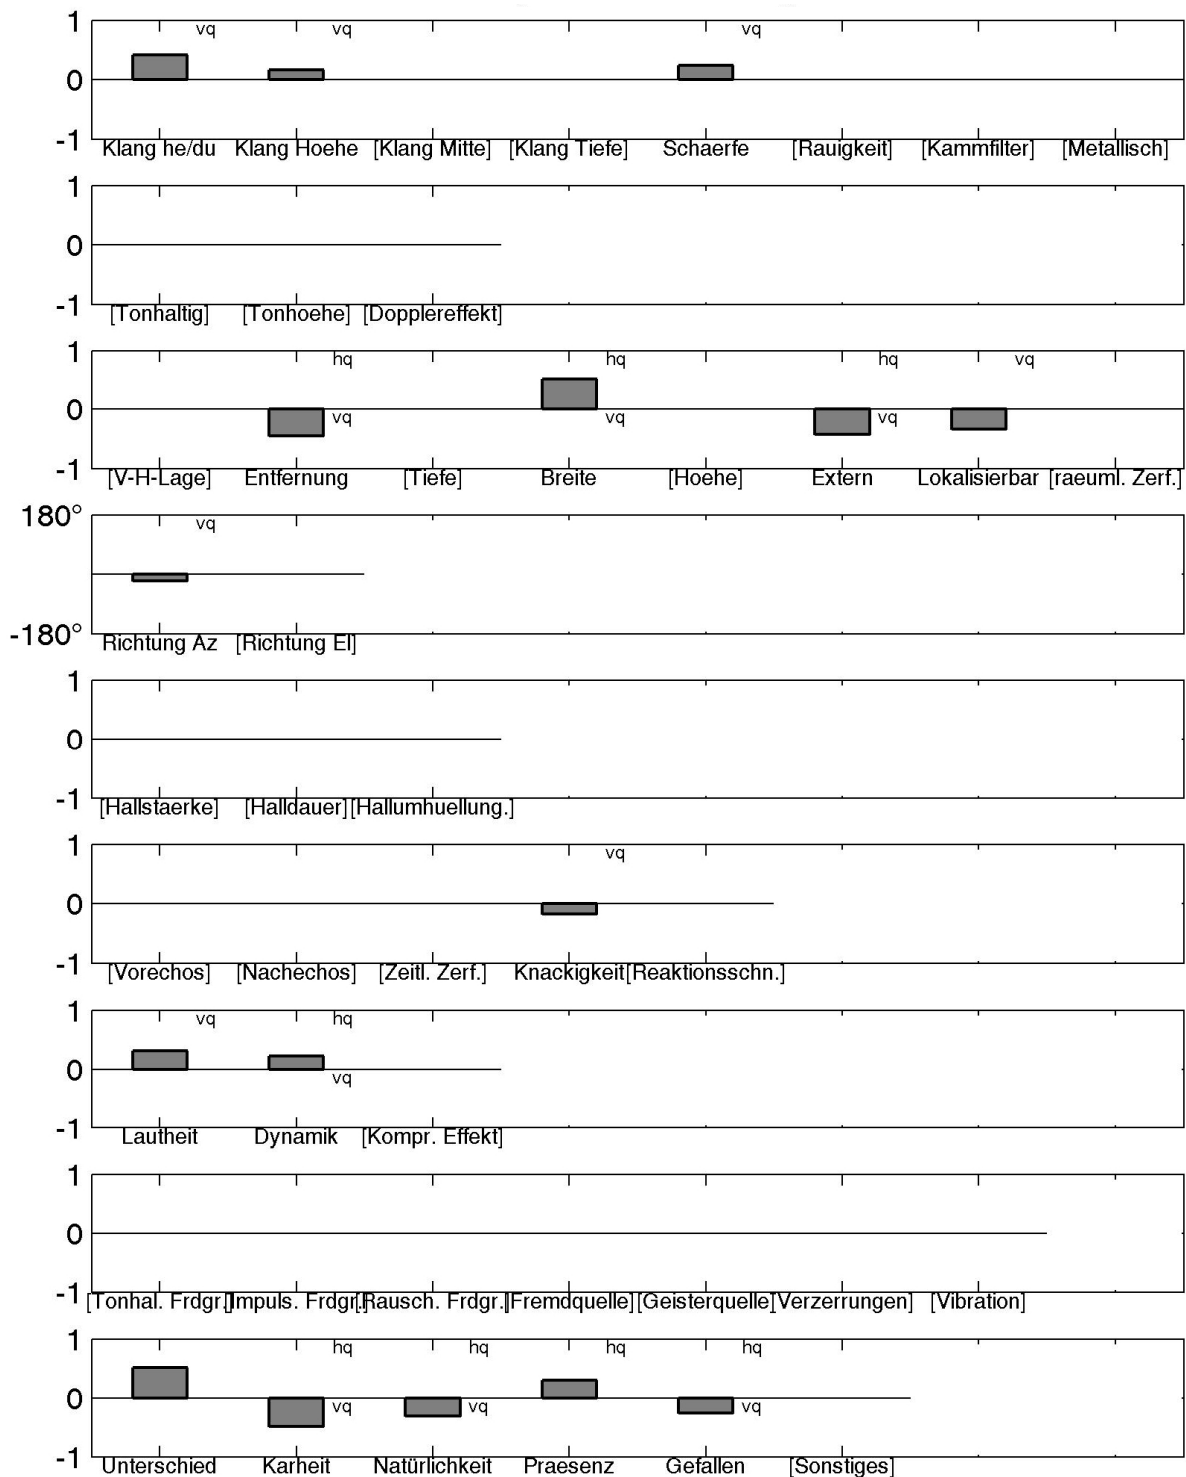 1 vq vq vq
0
-1
Klang he/du Klang Hoehe [Klang Mitte] [Klang Tiefe] Schaerfe [Rauigkeit] [Kammfilter] [Metallisch]
1
0
-1
[Tonhaltig] [Tonhoehe] [Dopplereffekt]
1 hq hq hq vq
0 vq vq vq
-1
[V-H-Lage] Entfernung [Tiefe] Breite [Hoehe] Extern Lokalisierbar [raeuml. Zerf.]
180° vq
-180°
Richtung Az [Richtung El]
1
0
-1
[Hallstaerke] [Halldauer] [Hallumhuellung.]
1 vq
0
-1
[Vorechos] [Nachechos] [Zeitl. Zerf.] Knackigkeit [Reaktionsschn.]
1 vq hq
0 vq
-1
Lautheit Dynamik [Kompr. Effekt]
1
0
-1
[Tonhal. Frdgr.] [Impuls. Frdgr.] [Rausch. Frdgr.] [Fremdquelle] [Geisterquelle] [Verzerrungen] [Vibration]
1 hq hq hq hq
0 vq vq vq
-1
Unterschied Karheit Natürlichkeit Praesenz Gefallen [Sonstiges]